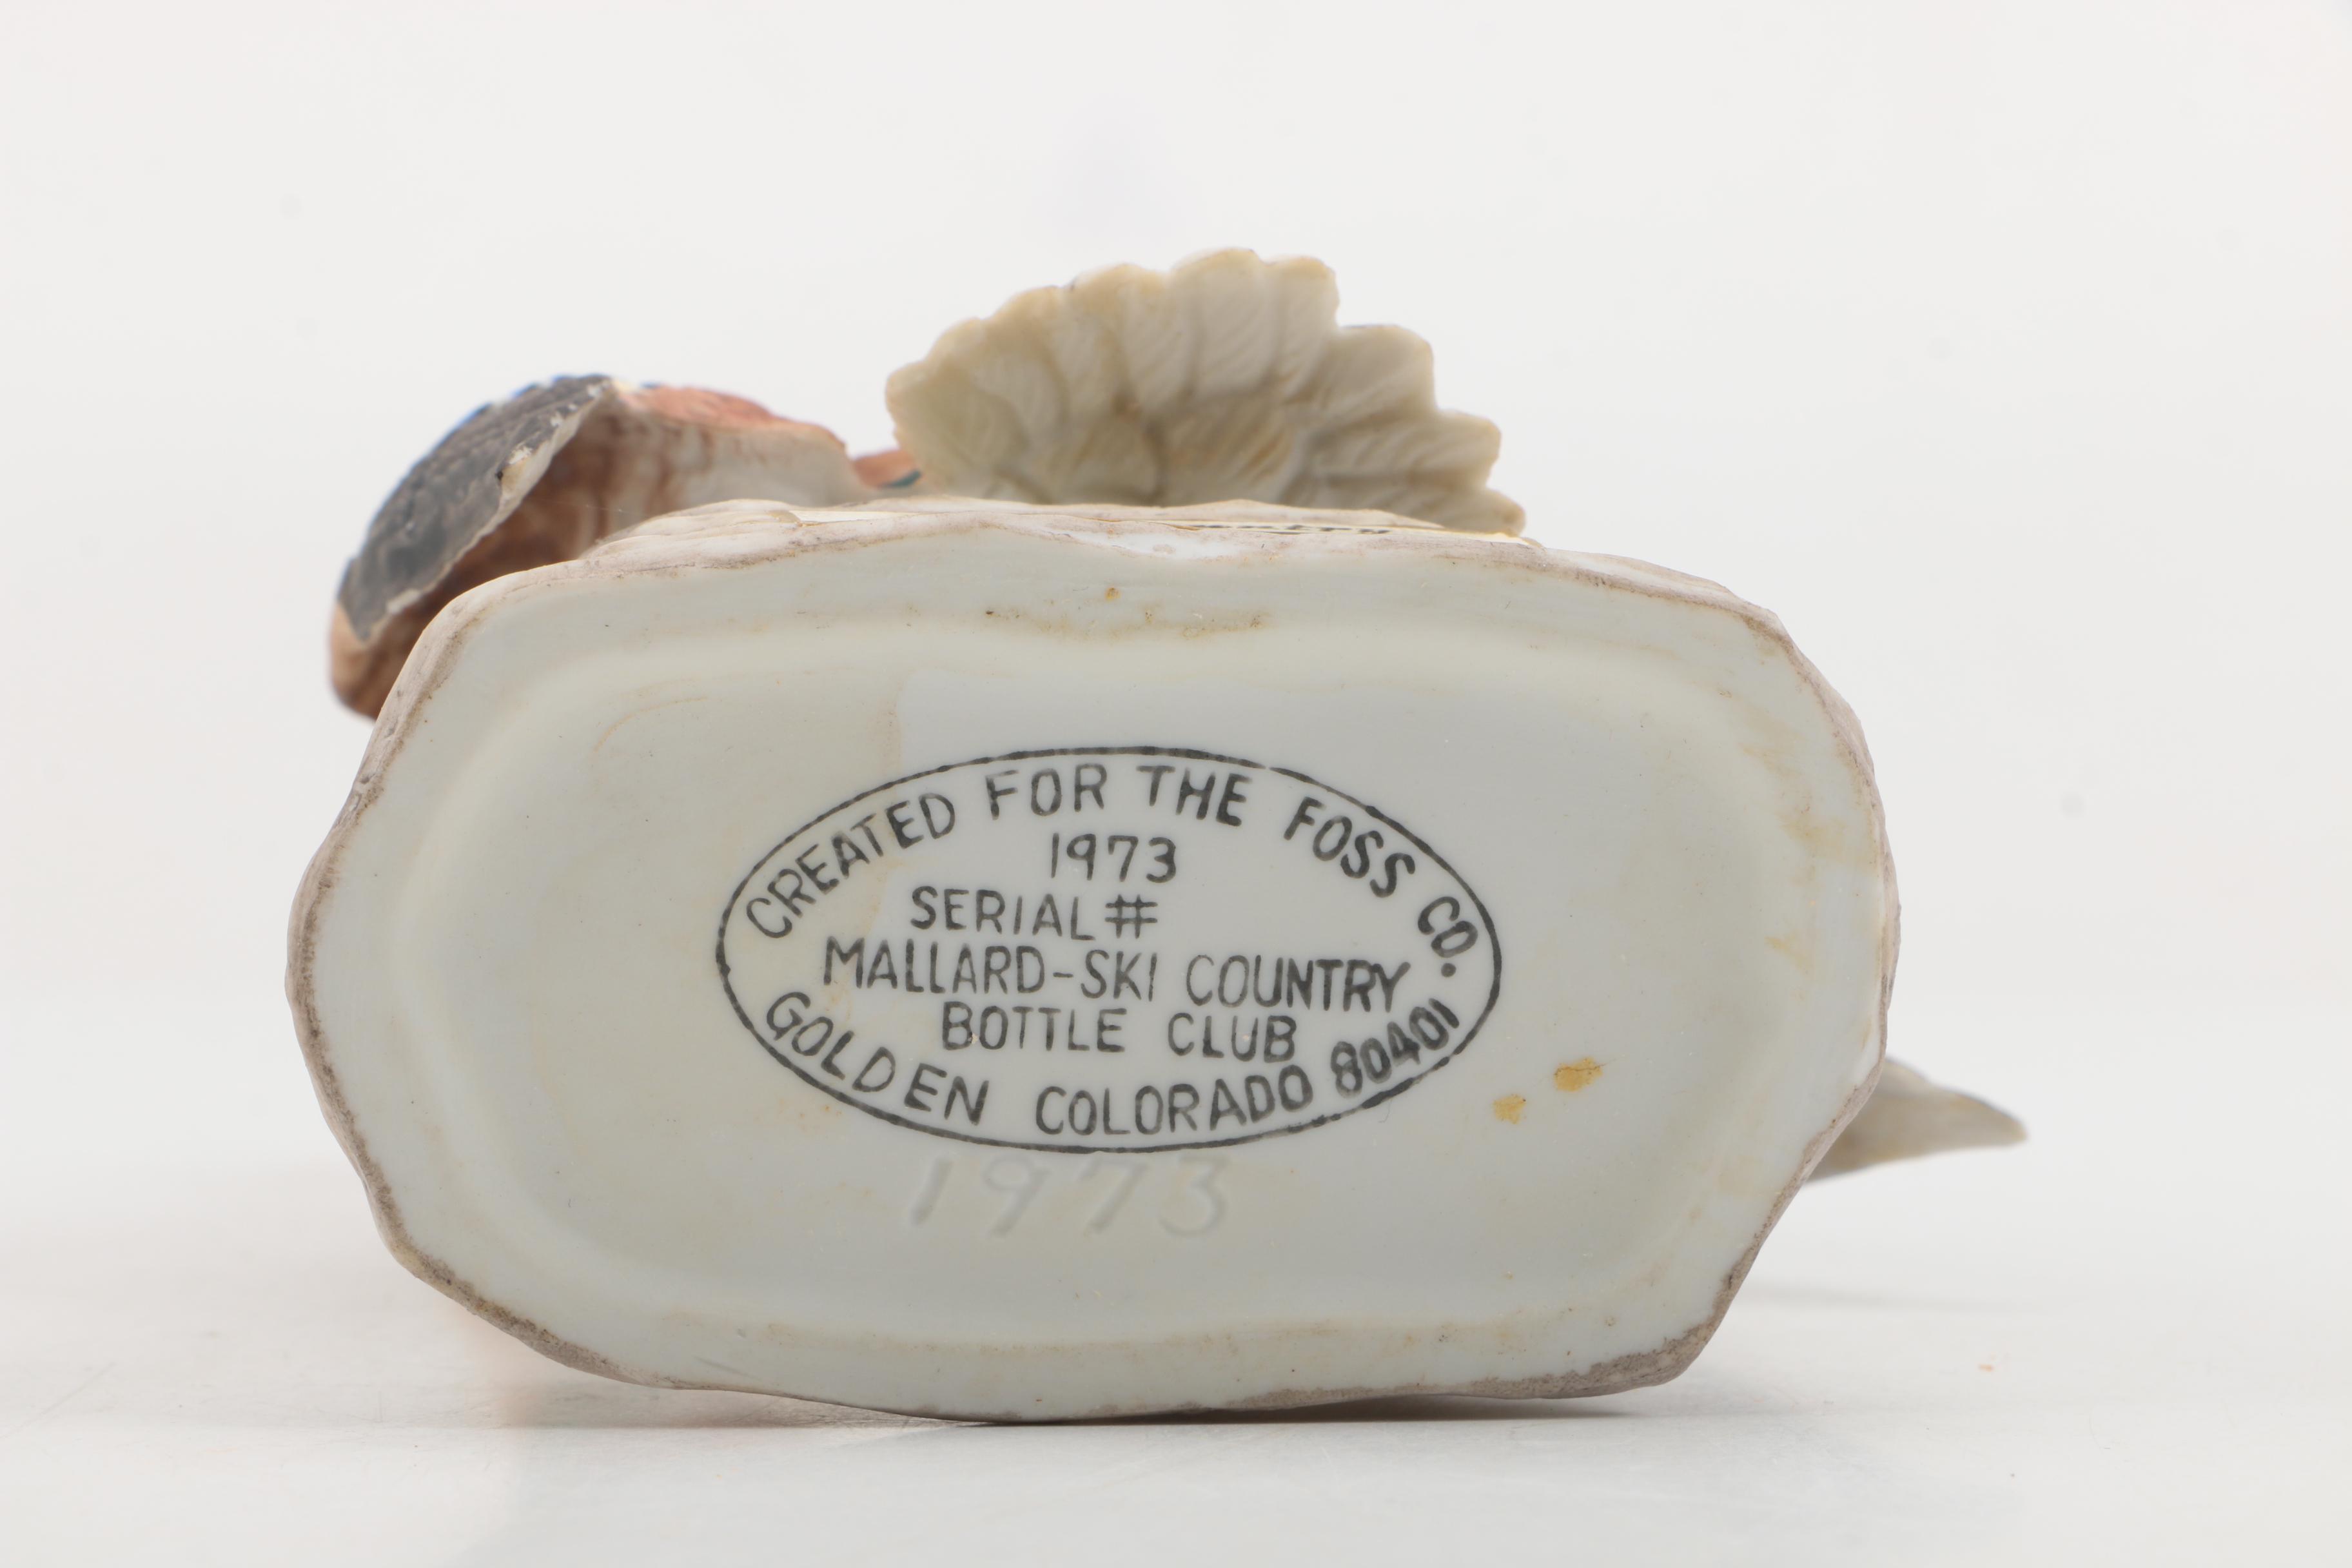 CREATED FOR THE FOSS CO.
1973
SERIAL#
MALLARD-SKI COUNTRY
BOTTLE CLUB
GOLDEN COLORADO 80401
1973